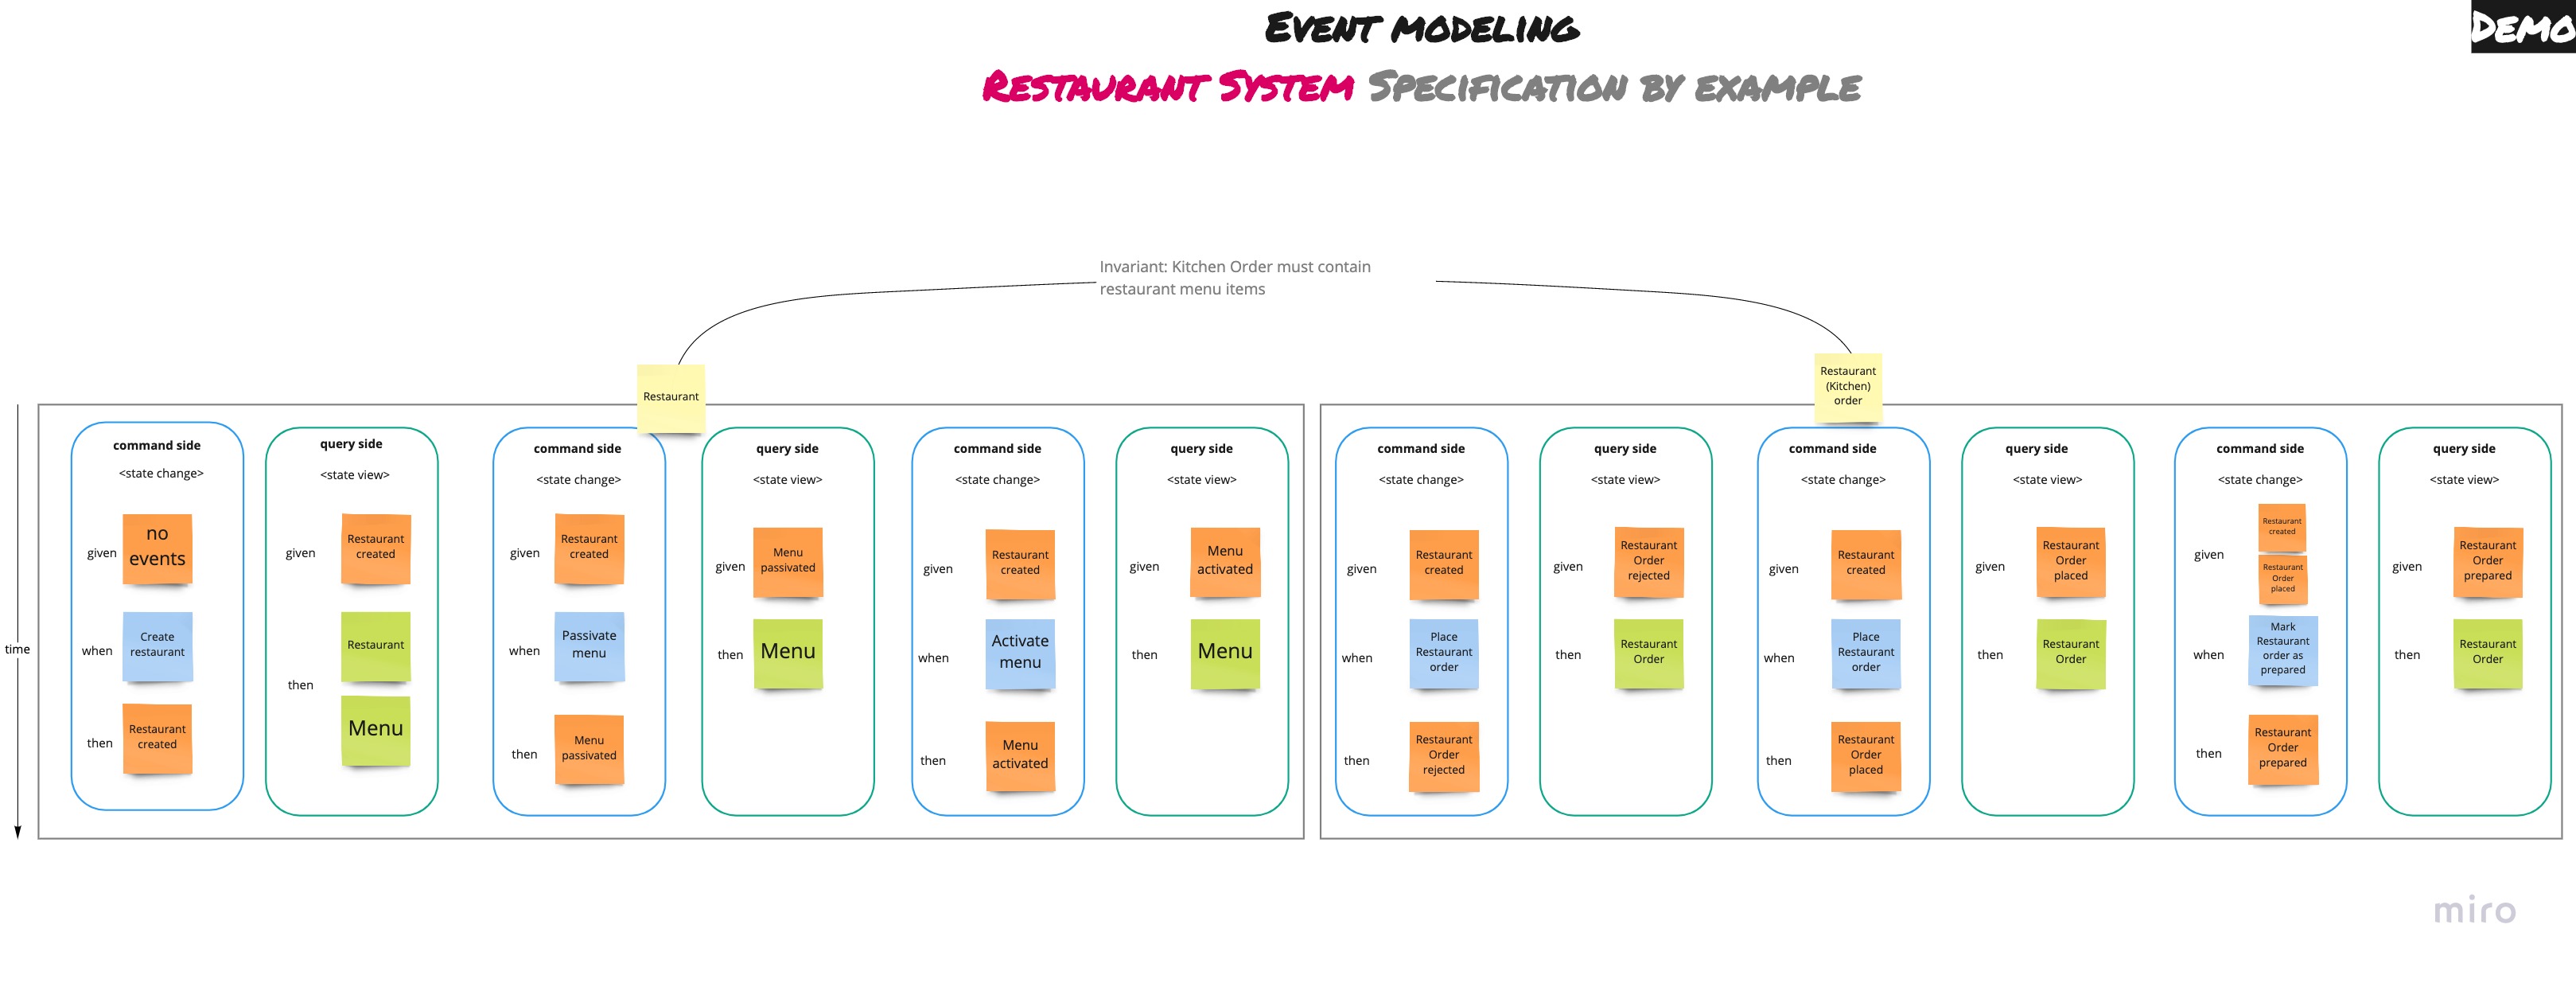 EVENT MODELING
DEMO
RESTAURANT SYSTEM SPECIFICATION BY EXAMPLE
Invariant: Kitchen Order must contain
restaurant menu items
Restaurant
Restaurant
(Kitchen)
order
time
command side
<state change>
given
no
events
when
Create
restaurant
then
Restaurant
created
query side
<state view>
given
Restaurant
created
then
Restaurant
Menu
command side
<state change>
given
Restaurant
created
when
Passivate
menu
then
Menu
passivated
query side
<state view>
given
Menu
passivated
then
Menu
command side
<state change>
given
Restaurant
created
when
Activate
menu
then
Menu
activated
query side
<state view>
given
Menu
activated
then
Menu
command side
<state change>
given
Restaurant
created
when
Place
Restaurant
order
then
Restaurant
Order
rejected
query side
<state view>
given
Restaurant
Order
rejected
then
Restaurant
Order
command side
<state change>
given
Restaurant
created
when
Place
Restaurant
order
then
Restaurant
Order
placed
query side
<state view>
given
Restaurant
Order
placed
then
Restaurant
Order
command side
<state change>
given
Restaurant
created
Restaurant
Order
placed
when
Mark
Restaurant
order as
prepared
then
Restaurant
Order
prepared
query side
<state view>
given
Restaurant
Order
prepared
then
Restaurant
Order
miro